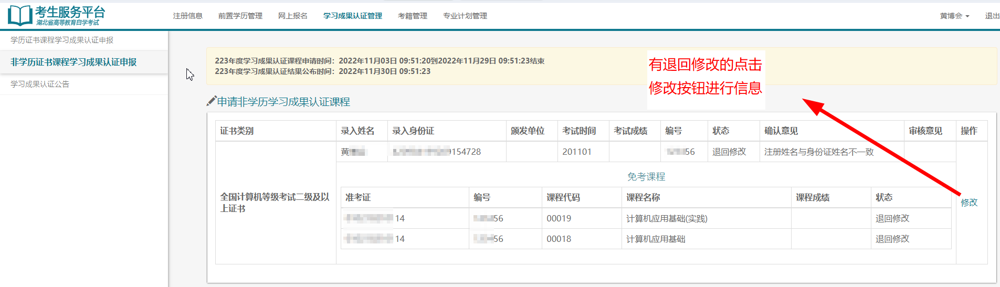 考生服务平台
湖北省高等教育自学考试
注册信息 前置学历管理 网上报名 学习成果认证管理 考籍管理 专业计划管理 黄博会 退出
学历证书课程学习成果认证申报
非学历证书课程学习成果认证申报
学习成果认证公告
223年度学习成果认证课程申请时间：2022年11月03日 09:51:20到2022年11月29日 09:51:23结束
223年度学习成果认证结果公布时间：2022年11月30日 09:51:23
有退回修改的点击
修改按钮进行信息
申请非学历学习成果认证课程
证书类别 录入姓名 录入身份证 颁发单位 考试时间 考试成绩 编号 状态 确认意见 审核意见 操作
黄 9154728 201101 56 退回修改 注册姓名与身份证姓名不一致
免考课程
全国计算机等级考试二级及以
上证书
准考证 编号 课程代码 课程名称 课程成绩 状态
14 56 00019 计算机应用基础(实践) 退回修改
14 56 00018 计算机应用基础 退回修改
修改